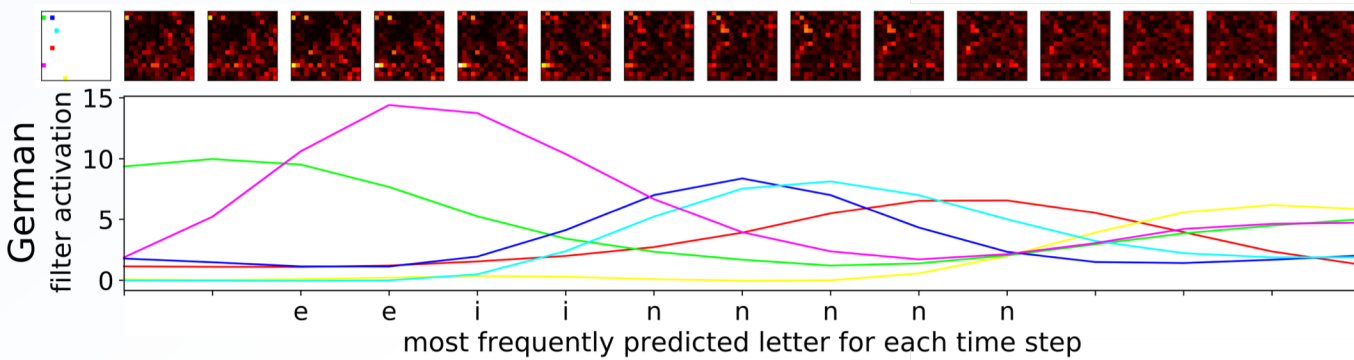 German
filter activation
15
10
5
0
e e i i n n n n n
most frequently predicted letter for each time step